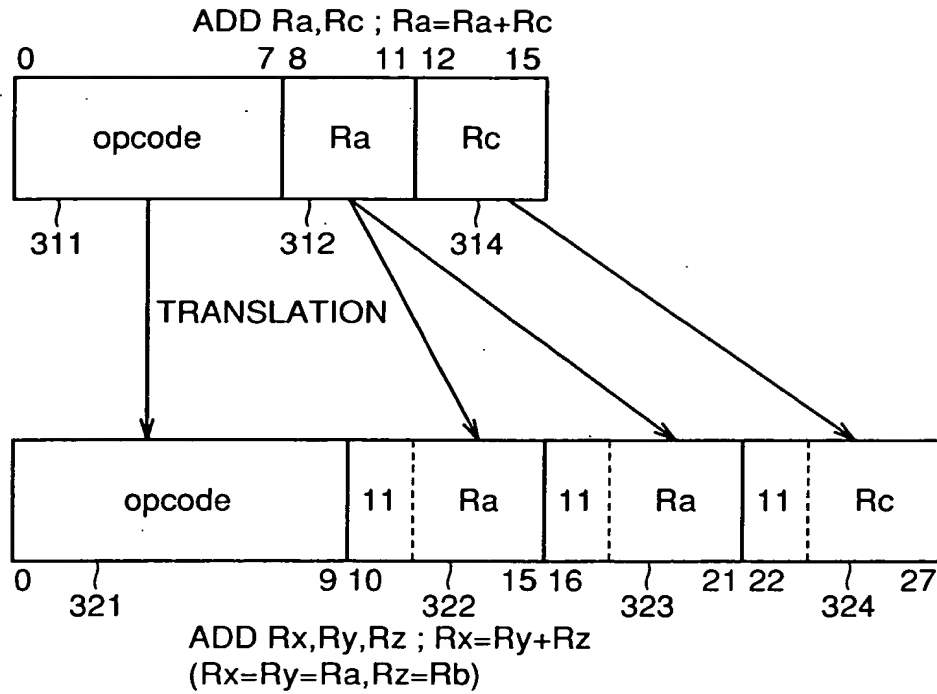 ADD Ra,Rc ; Ra=Ra+Rc
0 7 8 11 12 15
opcode Ra Rc
311 312 314
TRANSLATION
opcode 11 Ra 11 Ra 11 Rc
0 9 10 15 16 21 22 27
321 322 323 324
ADD Rx,Ry,Rz ; Rx=Ry+Rz
(Rx=Ry=Ra,Rz=Rb)